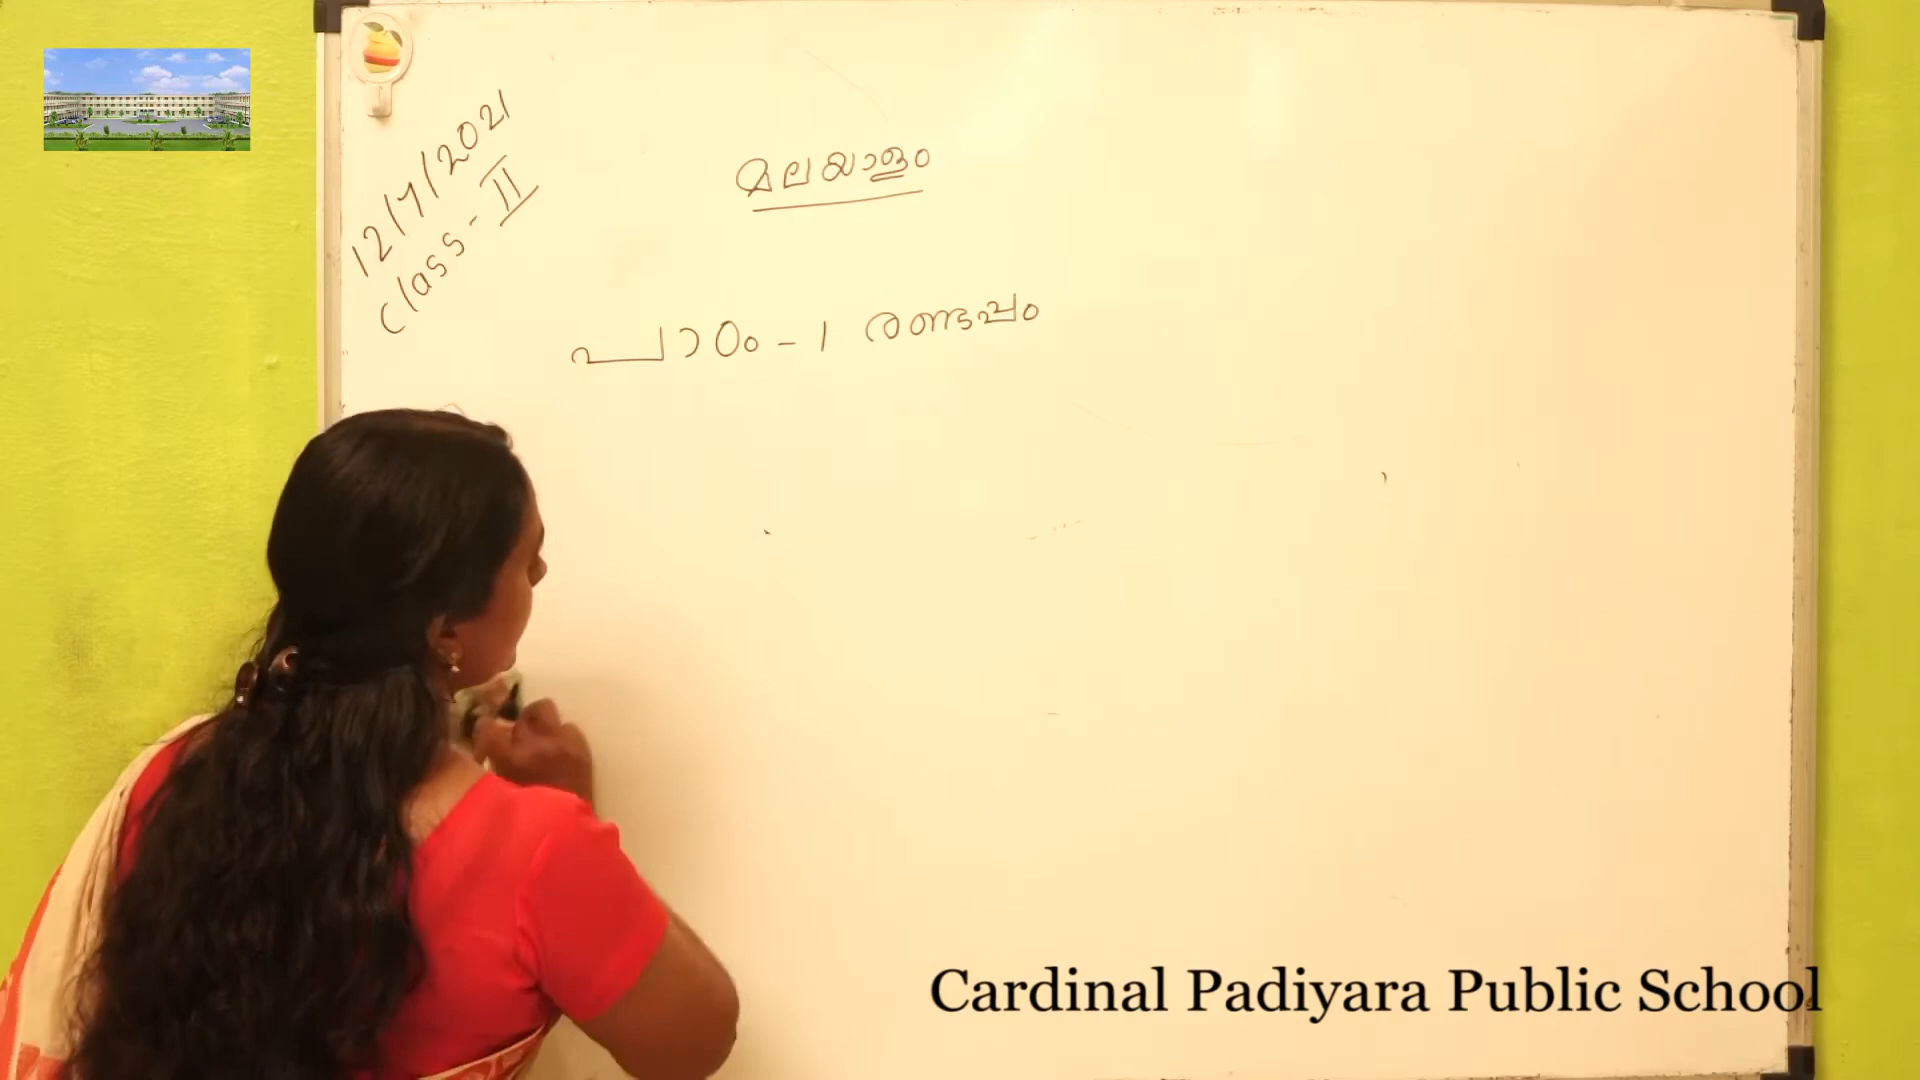 12/7/2021
Class - II
മലയാളം
പാഠം - 1 രണ്ടപ്പം
Cardinal Padiyara Public School